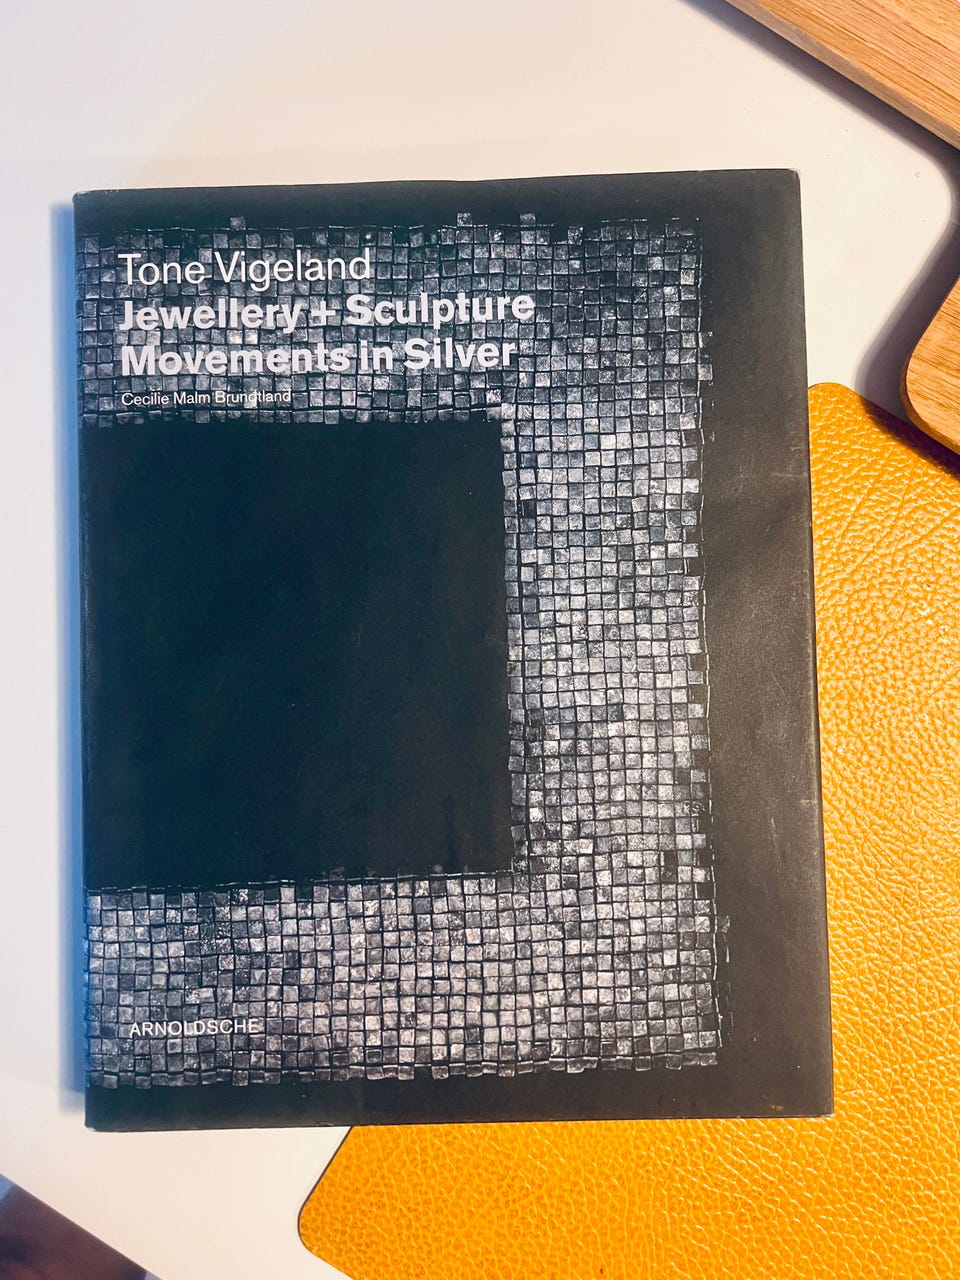 Tone Vigeland
Jewellery + Sculpture
Movements in Silver
Cecilie Malm Brundtland
ARNOLDSCHE